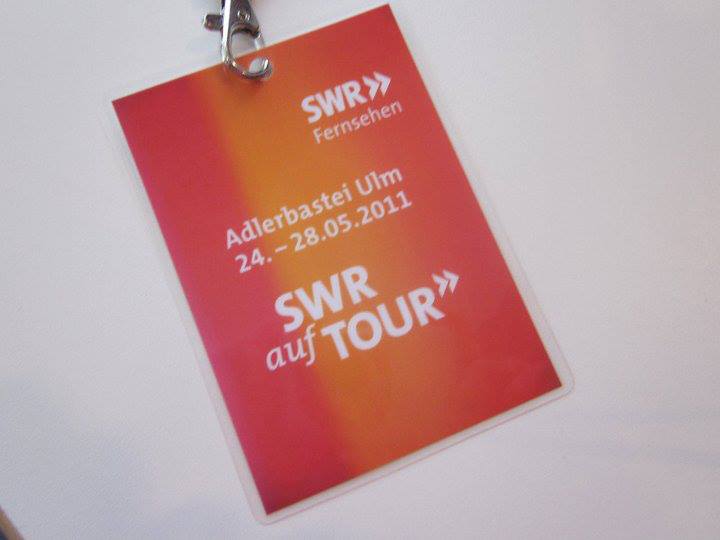 SWR»
Fernsehen
Adlerbastei Ulm
24. – 28.05.2011
SWR
auf TOUR»